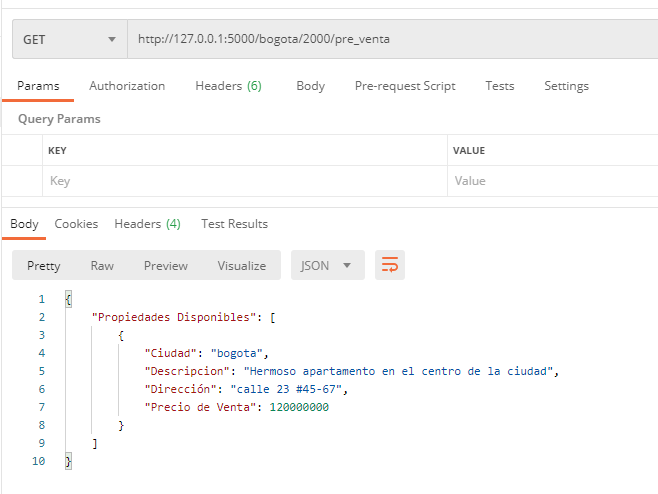 GET http://127.0.0.1:5000/bogota/2000/pre_venta
Params Authorization Headers (6) Body Pre-request Script Tests Settings
Query Params
KEY VALUE
Key Value
Body Cookies Headers (4) Test Results
Pretty Raw Preview Visualize JSON
1 {
2 "Propiedades Disponibles": [
3 {
4 "Ciudad": "bogota",
5 "Descripcion": "Hermoso apartamento en el centro de la ciudad",
6 "Dirección": "calle 23 #45-67",
7 "Precio de Venta": 120000000
8 }
9 ]
10 }